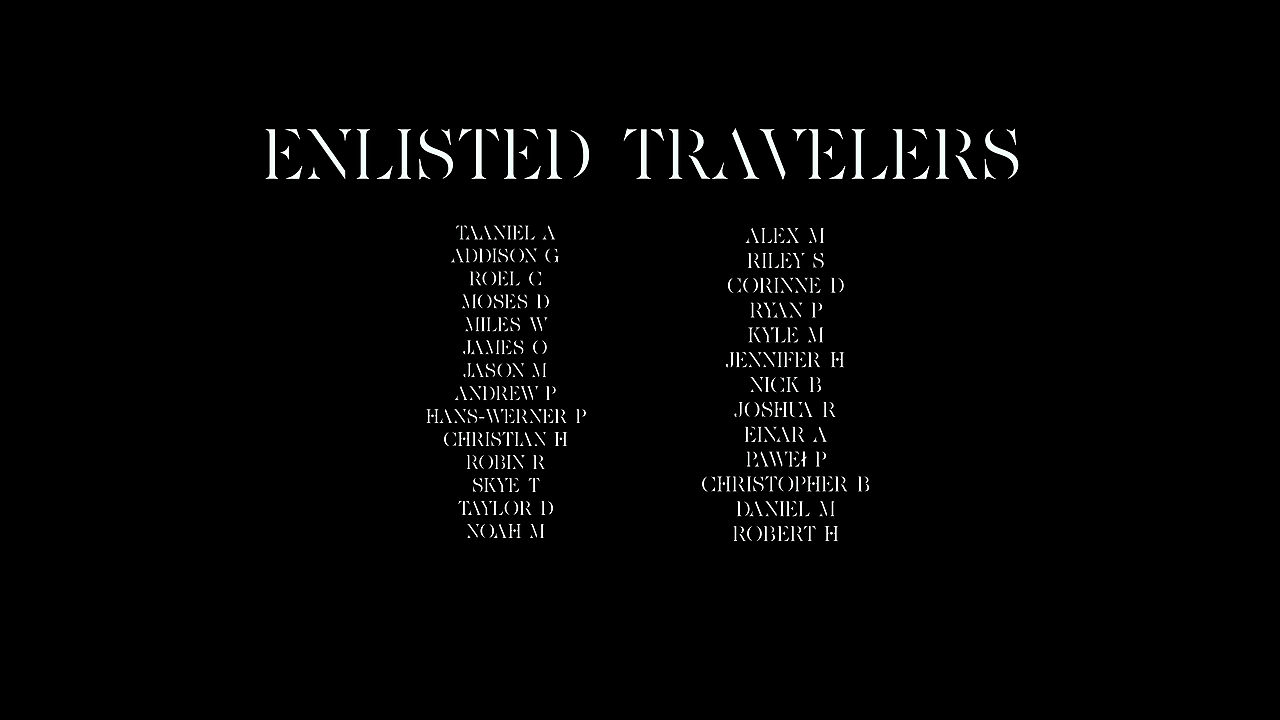 ENLISTED TRAVELERS
TAANIEL A
ADDISON G
ROEL C
MOSES D
MILES W
JAMES O
JASON M
ANDREW P
HANS-WERNER P
CHRISTIAN H
ROBIN R
SKYE T
TAYLOR D
NOAH M
ALEX M
RILEY S
CORINNE D
RYAN P
KYLE M
JENNIFER H
NICK B
JOSHUA R
EINAR A
PAWEł P
CHRISTOPHER B
DANIEL M
ROBERT H